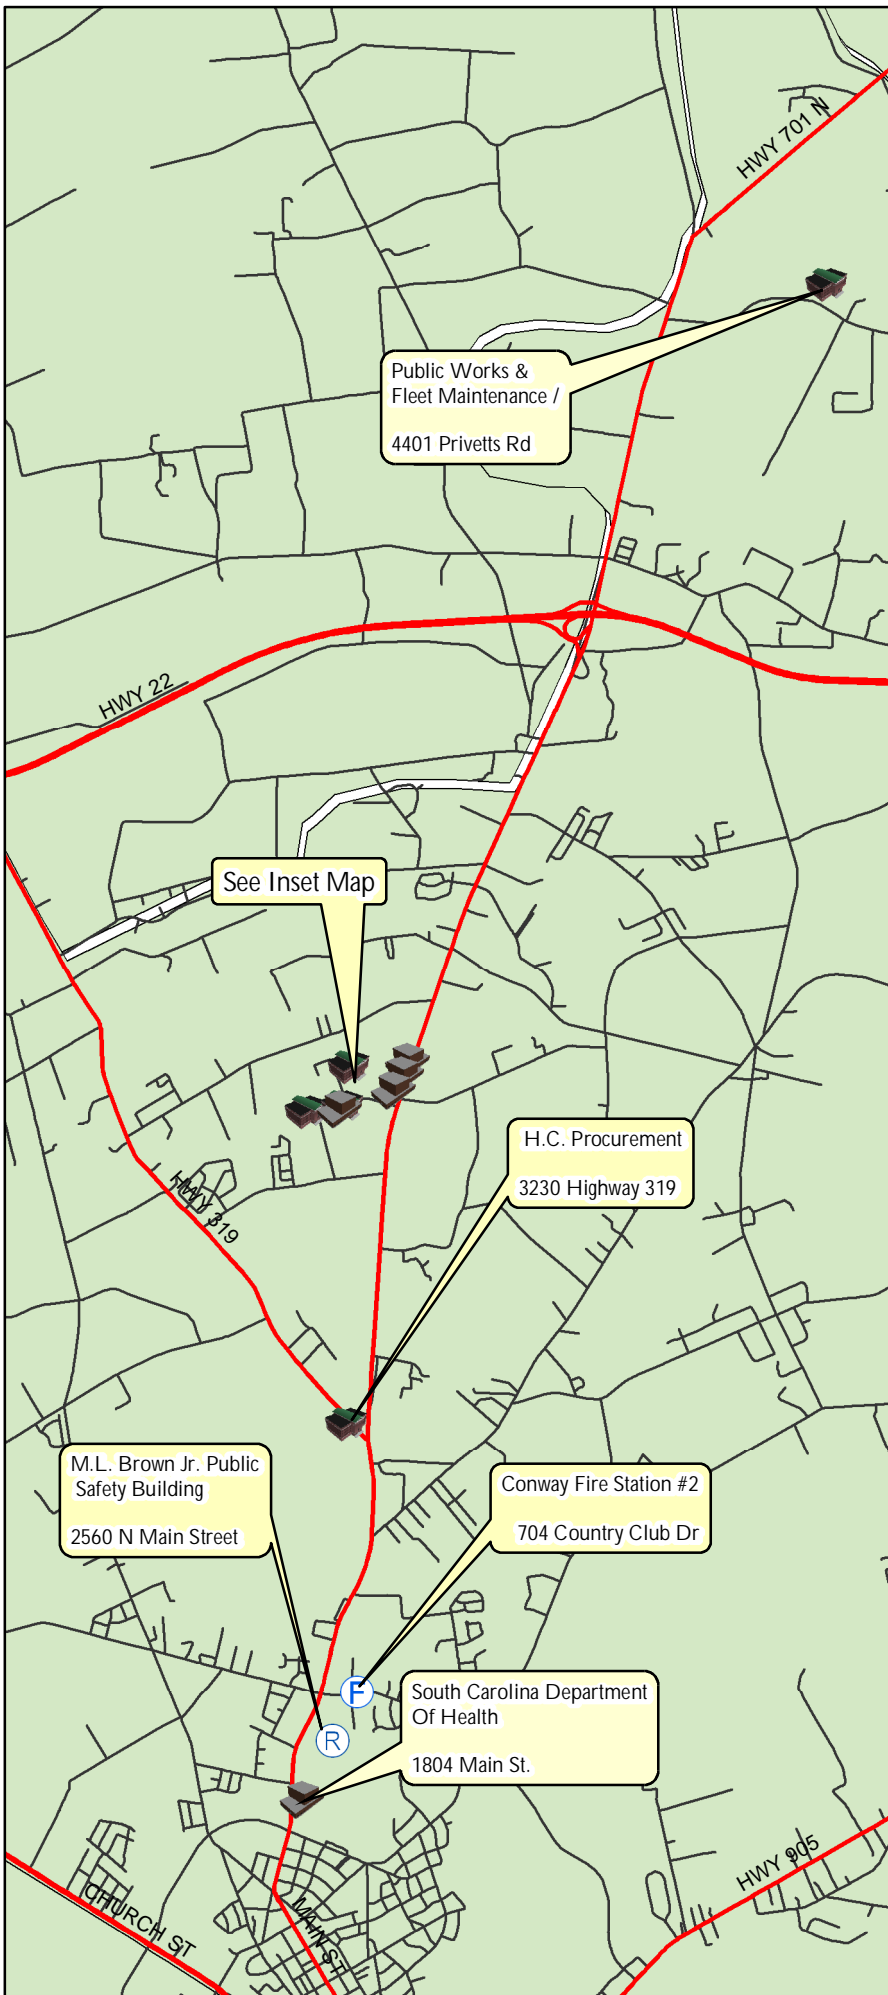 HWY 701 N
Public Works &
Fleet Maintenance /
4401 Privetts Rd
HWY 22
See Inset Map
H.C. Procurement
3230 Highway 319
HWY 319
M.L. Brown Jr. Public
Safety Building
2560 N Main Street
Conway Fire Station #2
704 Country Club Dr
F
South Carolina Department
Of Health
1804 Main St.
R
HWY 905
CHURCH ST
MAIN ST